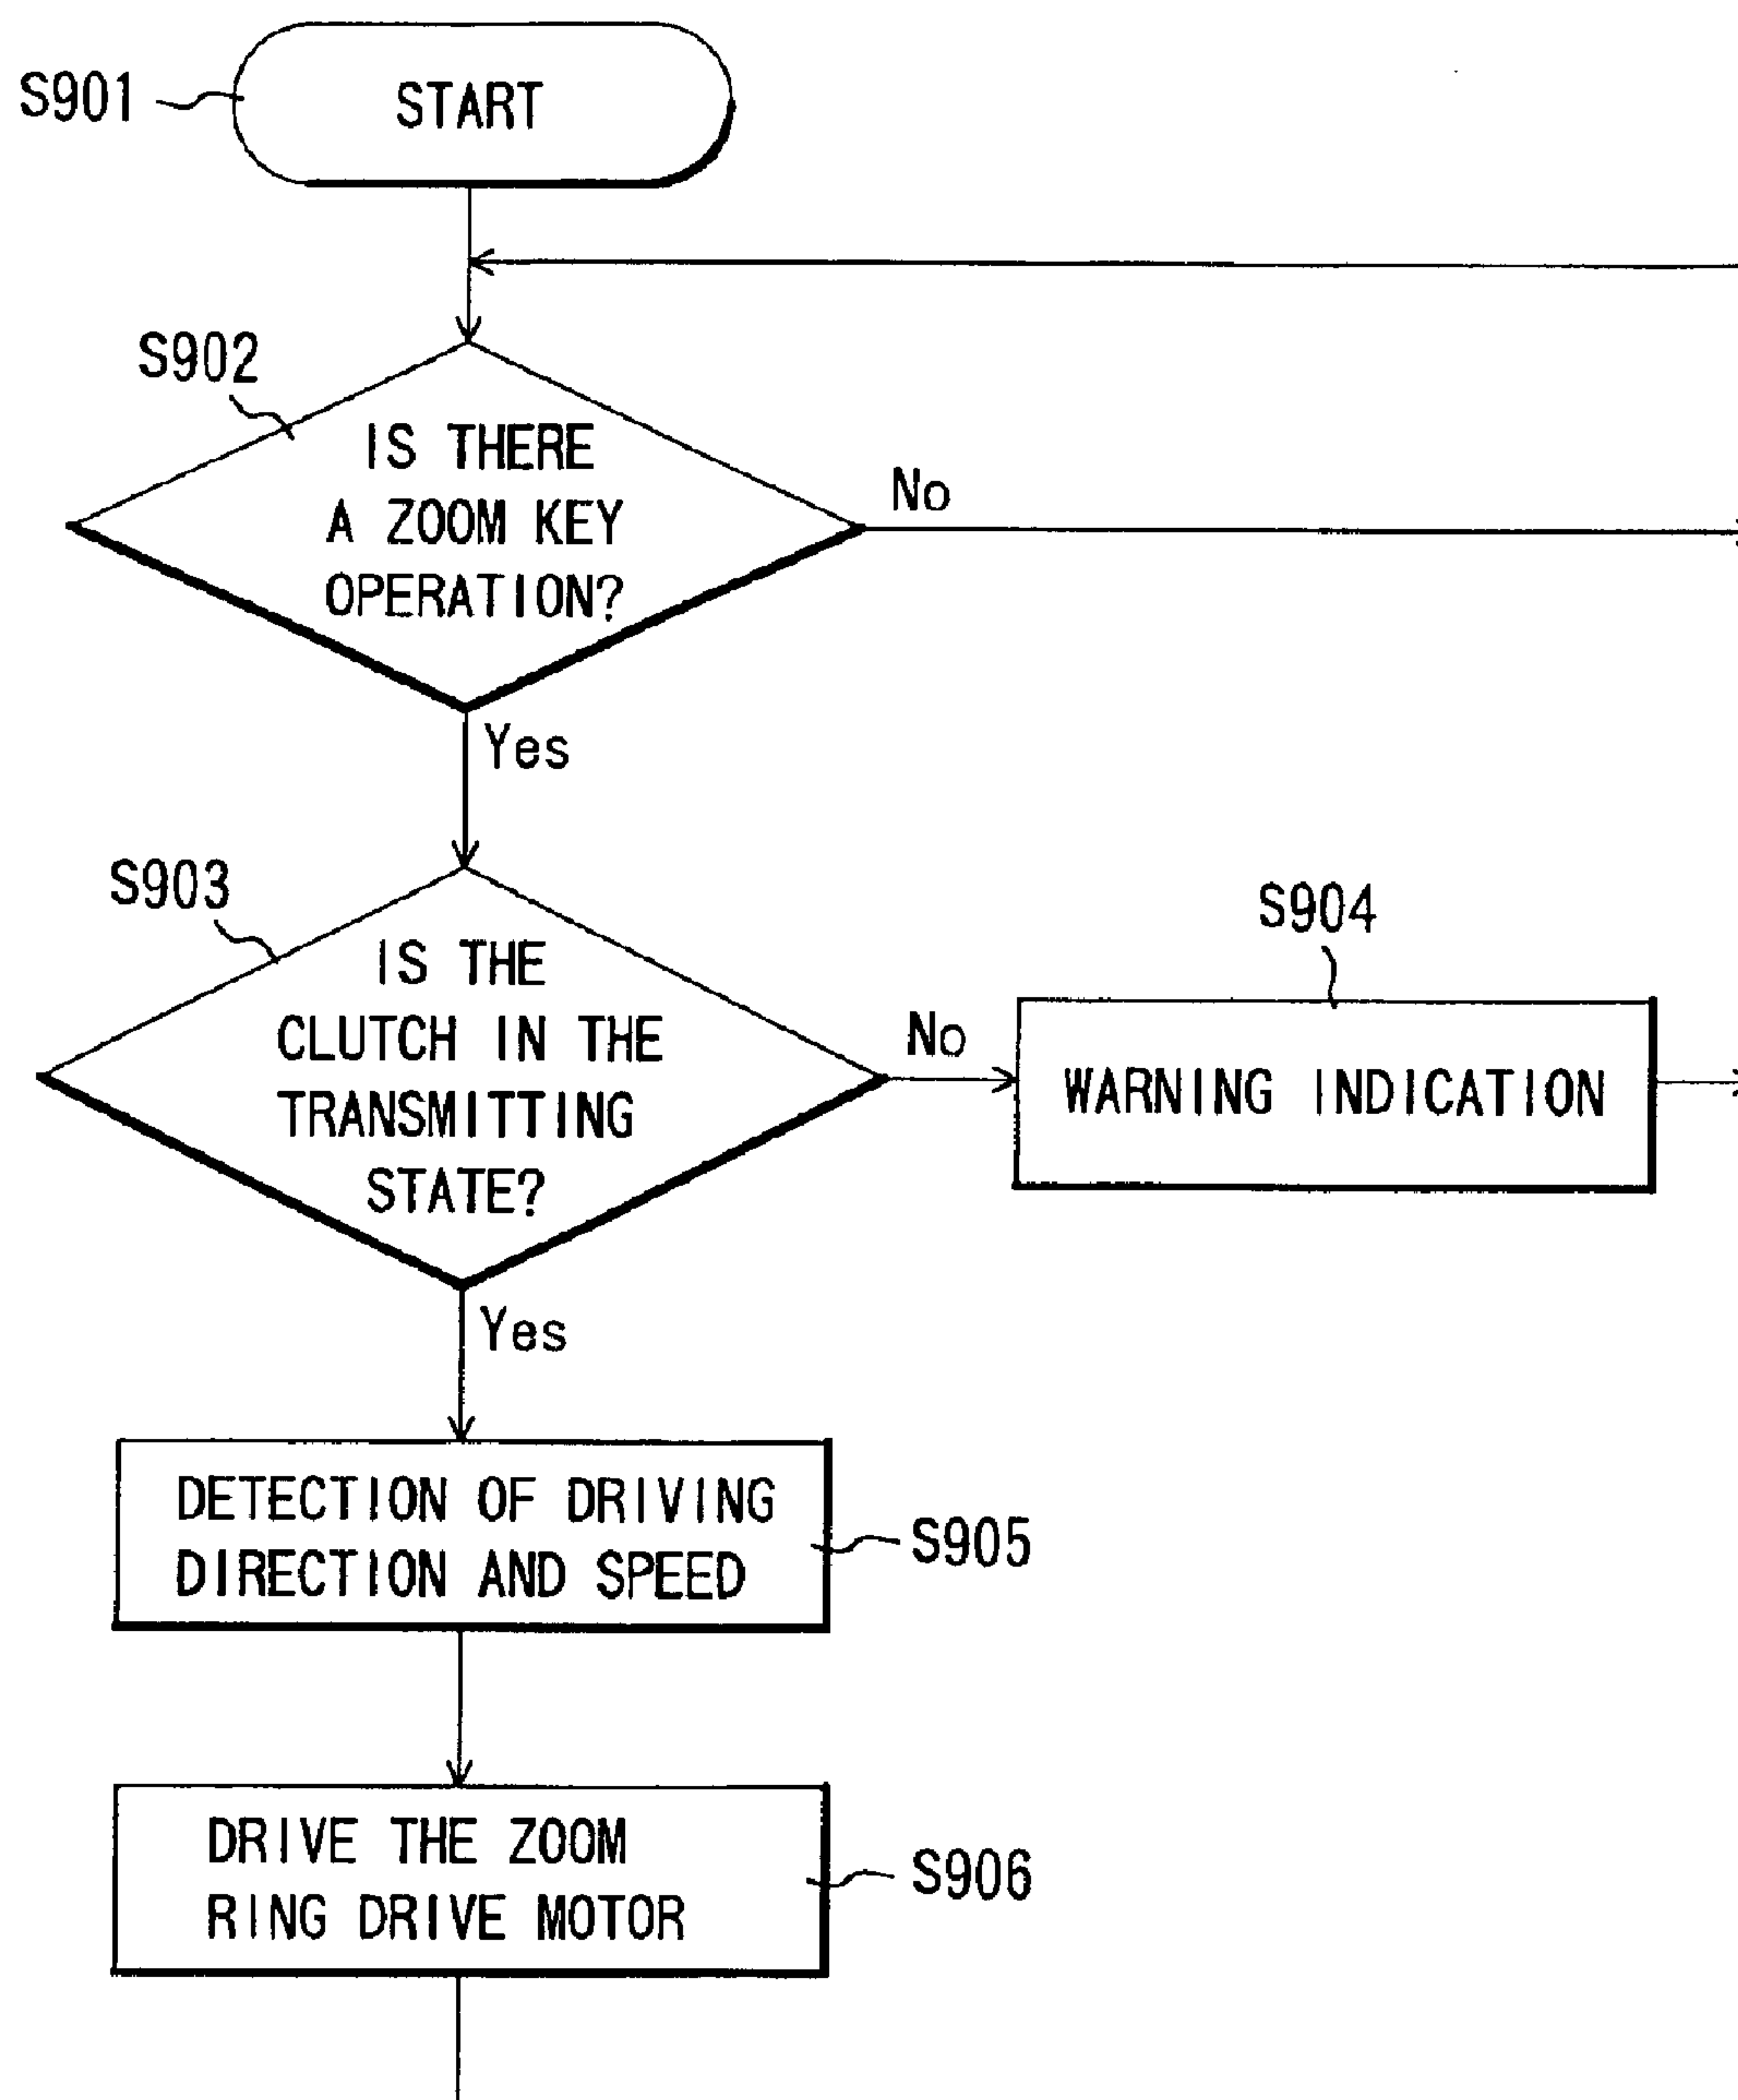 S901
START
S902
IS THERE
A ZOOM KEY
OPERATION?
No
Yes
S903
IS THE
CLUTCH IN THE
TRANSMITTING
STATE?
No
S904
WARNING INDICATION
Yes
DETECTION OF DRIVING
DIRECTION AND SPEED
S905
DRIVE THE ZOOM
RING DRIVE MOTOR
S906